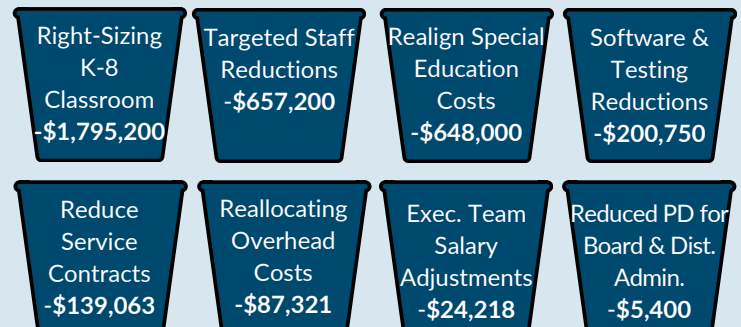 Right-Sizing
K-8
Classroom
-$1,795,200
Targeted Staff
Reductions
-$657,200
Realign Special
Education
Costs
-$648,000
Software &
Testing
Reductions
-$200,750
Reduce
Service
Contracts
-$139,063
Reallocating
Overhead
Costs
-$87,321
Exec. Team
Salary
Adjustments
-$24,218
Reduced PD for
Board & Dist.
Admin.
-$5,400